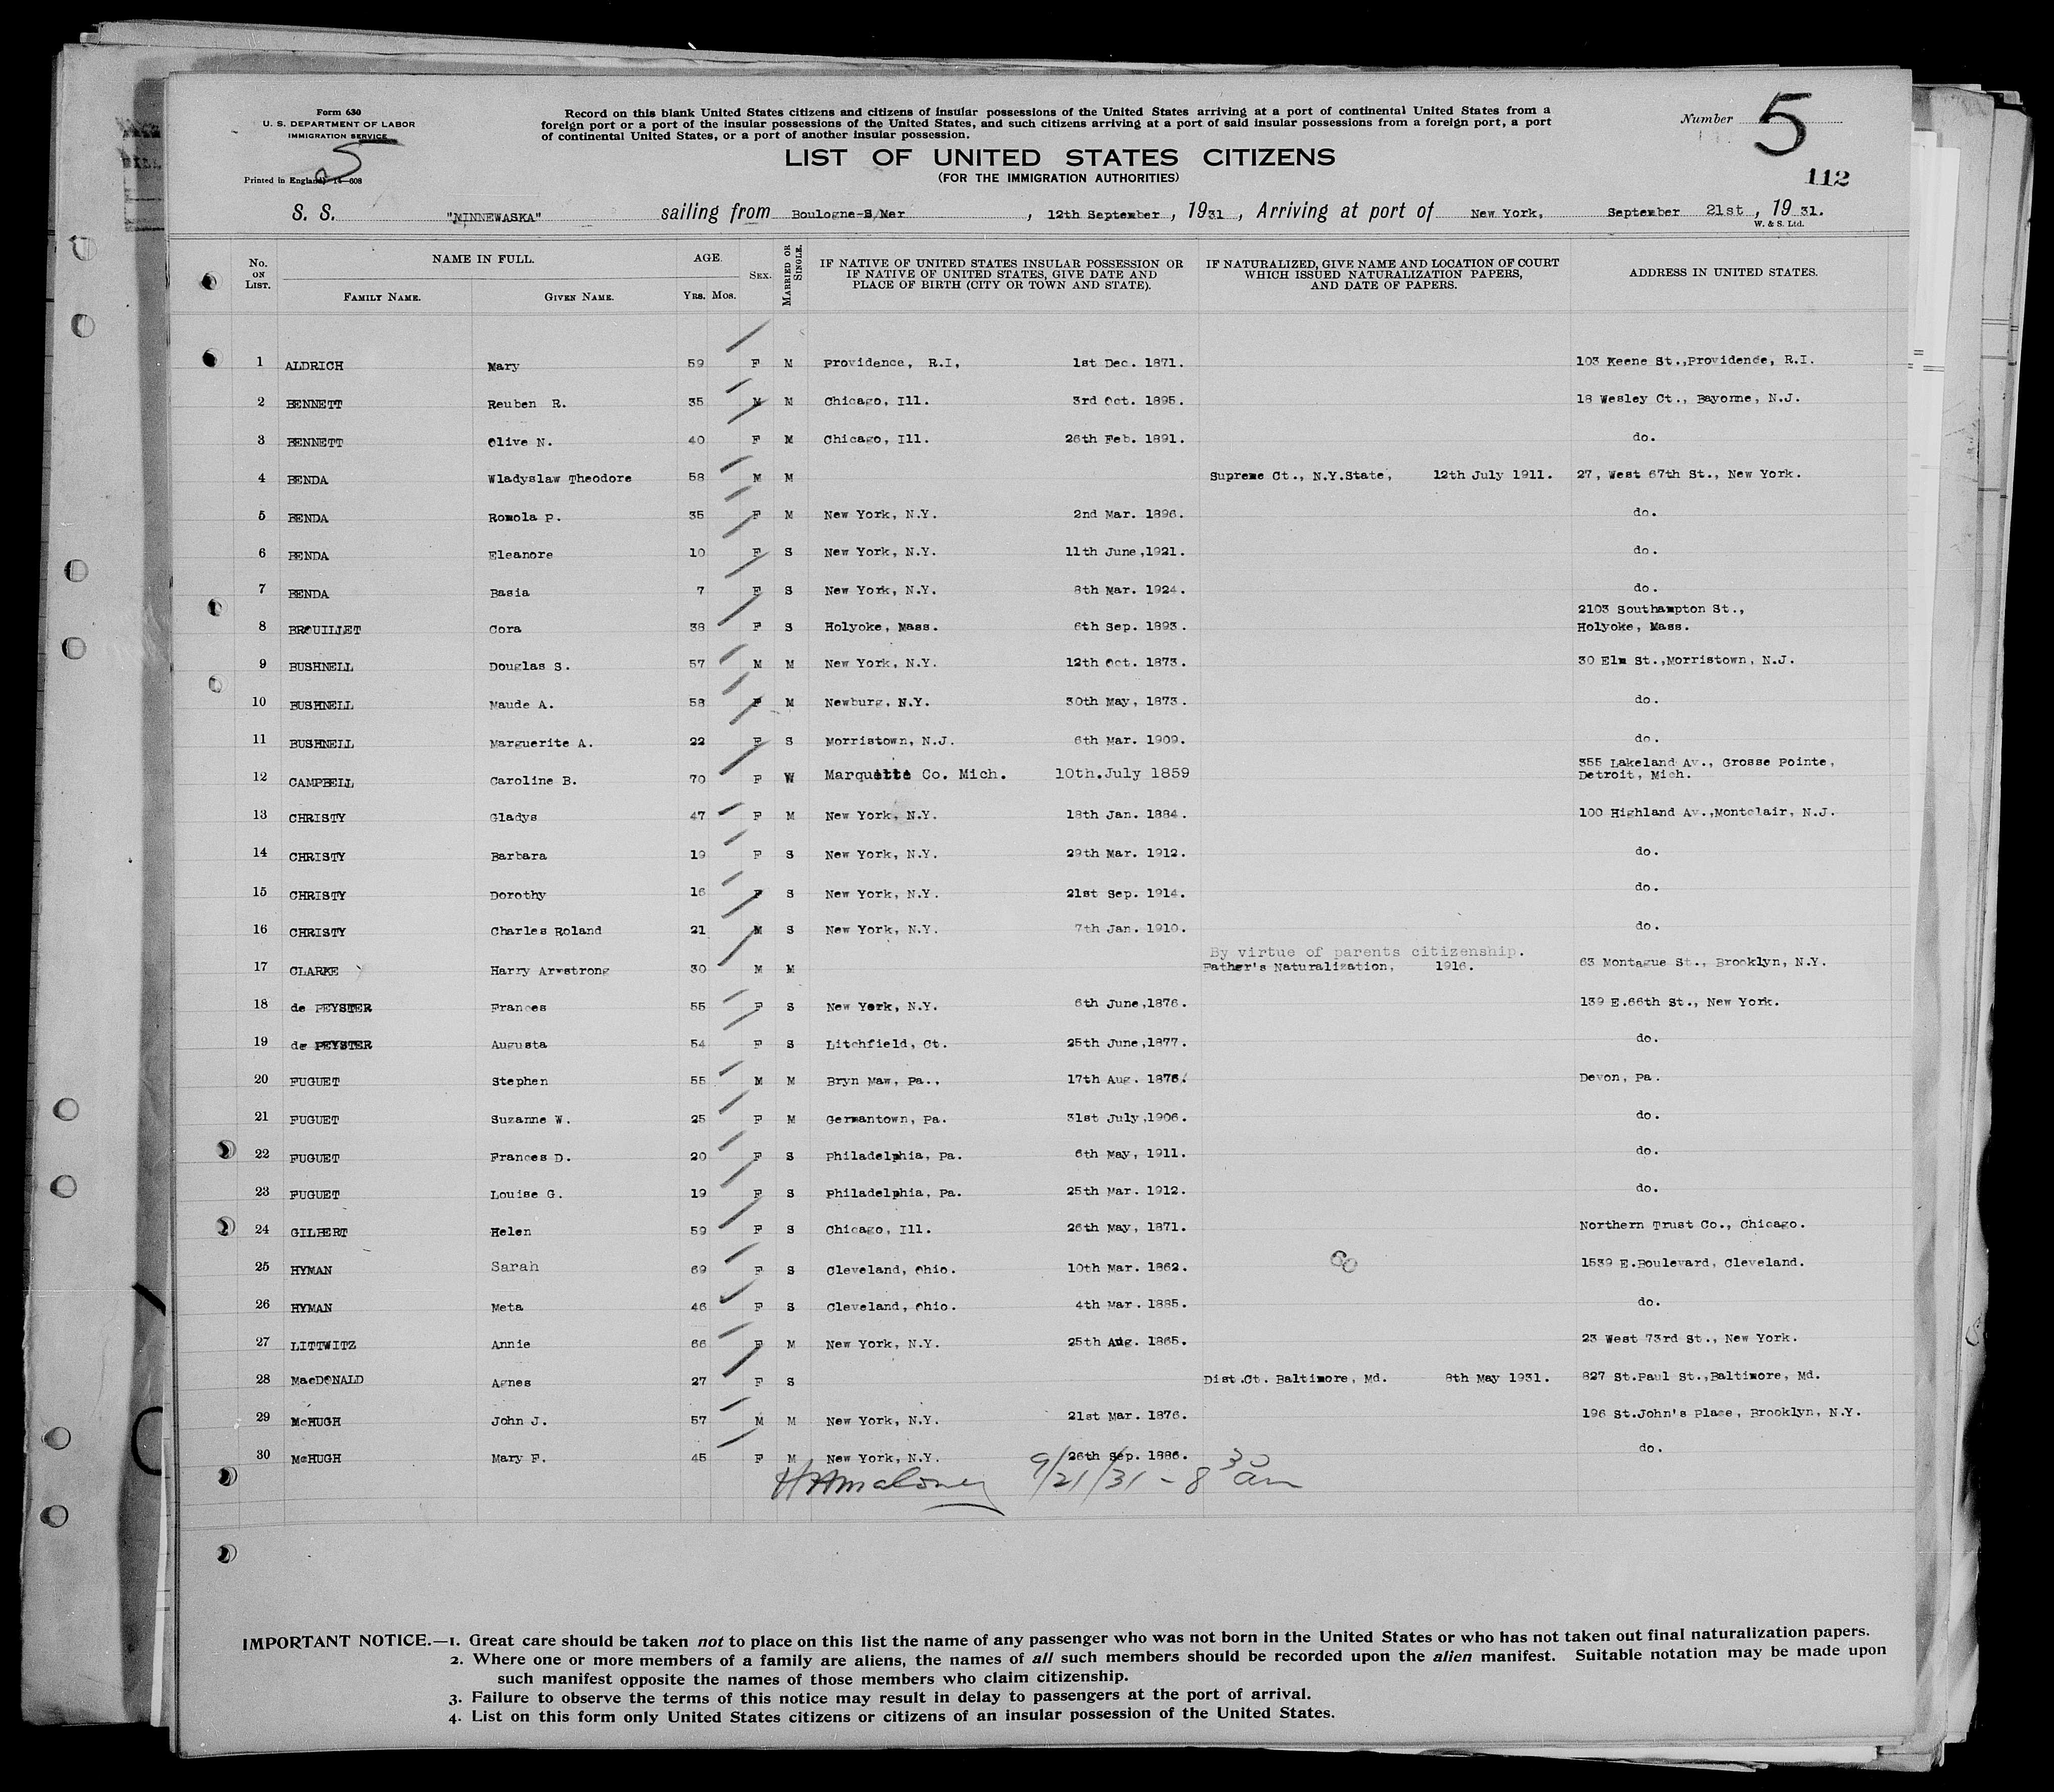 Form 630
U. S. DEPARTMENT OF LABOR
IMMIGRATION SERVICE
5
Printed in England) 14—608
Record on this blank United States citizens and citizens of insular possessions of the United States arriving at a port of continental United States from a
foreign port or a port of the insular possessions of the United States, and such citizens arriving at a port of said insular possessions from a foreign port, a port
of continental United States, or a port of another insular possession.
LIST OF UNITED STATES CITIZENS
(FOR THE IMMIGRATION AUTHORITIES)
Number 5
112
S. S. "MINNEWASKA" sailing from Boulogne-S/Mer , 12th September , 1931 , Arriving at port of New York, September 21st , 19 31.
W. & S. Ltd.
No. ON LIST. NAME IN FULL. FAMILY NAME. GIVEN NAME. AGE. YRS. MOS. SEX. MARRIED OR SINGLE. IF NATIVE OF UNITED STATES INSULAR POSSESSION OR IF NATIVE OF UNITED STATES, GIVE DATE AND PLACE OF BIRTH (CITY OR TOWN AND STATE). IF NATURALIZED, GIVE NAME AND LOCATION OF COURT WHICH ISSUED NATURALIZATION PAPERS, AND DATE OF PAPERS. ADDRESS IN UNITED STATES.
1 ALDRICH Mary 59 F M Providence, R.I, 1st Dec. 1871. 103 Keene St.,Providence, R.I.
2 BENNETT Reuben R. 35 M M Chicago, Ill. 3rd Oct. 1895. 18 Wesley Ct., Bayonne, N.J.
3 BENNETT Olive N. 40 F M Chicago, Ill. 26th Feb. 1891. do.
4 BENDA Wladyslaw Theodore 58 M M Supreme Ct., N.Y.State, 12th July 1911. 27, West 67th St., New York.
5 BENDA Romola P. 35 F M New York, N.Y. 2nd Mar. 1896. do.
6 BENDA Eleanore 10 F S New York, N.Y. 11th June,1921. do.
7 BENDA Basia 7 F S New York, N.Y. 8th Mar. 1924. do.
8 BROUILLET Cora 38 F S Holyoke, Mass. 6th Sep. 1893. 2103 Southampton St., Holyoke, Mass.
9 BUSHNELL Douglas S. 57 M M New York, N.Y. 12th Oct. 1873. 30 Elm St.,Morristown, N.J.
10 BUSHNELL Maude A. 58 F M Newburg, N.Y. 30th May, 1873. do.
11 BUSHNELL Marguerite A. 22 F S Morristown, N.J. 6th Mar. 1909. do.
12 CAMPBELL Caroline B. 70 F W Marquette Co. Mich. 10th.July 1859 355 Lakeland Av., Grosse Pointe, Detroit, Mich.
13 CHRISTY Gladys 47 F M New York, N.Y. 18th Jan. 1884. 100 Highland Av.,Montclair, N.J.
14 CHRISTY Barbara 19 F S New York, N.Y. 29th Mar. 1912. do.
15 CHRISTY Dorothy 16 F S New York, N.Y. 21st Sep. 1914. do.
16 CHRISTY Charles Roland 21 M S New York, N.Y. 7th Jan. 1910. do.
By virtue of parents citizenship.
17 CLARKE Harry Armstrong 30 M M Father's Naturalization, 1916. 63 Montague St., Brooklyn, N.Y.
18 de PEYSTER Frances 55 F S New York, N.Y. 6th June,1876. 139 E.66th St., New York.
19 de PEYSTER Augusta 54 F S Litchfield, Ct. 25th June,1877. do.
20 FUGUET Stephen 55 M M Bryn Maw, Pa., 17th Aug. 1876. Devon, Pa.
21 FUGUET Suzanne W. 25 F M Germantown, Pa. 31st July,1906. do.
22 FUGUET Frances D. 20 F S Philadelphia, Pa. 6th May, 1911. do.
23 FUGUET Louise G. 19 F S Philadelphia, Pa. 25th Mar. 1912. do.
24 GILBERT Helen 59 F S Chicago, Ill. 26th May, 1871. Northern Trust Co., Chicago.
25 HYMAN Sarah 69 F S Cleveland, Ohio. 10th Mar. 1862. 1539 E.Boulevard, Cleveland.
26 HYMAN Meta 46 F S Cleveland, Ohio. 4th Mar. 1885. do.
27 LITTWITZ Annie 66 F M New York, N.Y. 25th Aug. 1865. 23 West 73rd St., New York.
28 MacDONALD Agnes 27 F S Dist.Ct. Baltimore, Md. 8th May 1931. 827 St.Paul St.,Baltimore, Md.
29 McHUGH John J. 57 M M New York, N.Y. 21st Mar. 1876. 196 St.John's Place, Brooklyn, N.Y.
30 McHUGH Mary F. 45 F M New York, N.Y. 26th Sep. 1886. do.
HAMaloney 9/21/31 - 8 30 am
IMPORTANT NOTICE.—1. Great care should be taken not to place on this list the name of any passenger who was not born in the United States or who has not taken out final naturalization papers.
2. Where one or more members of a family are aliens, the names of all such members should be recorded upon the alien manifest. Suitable notation may be made upon
such manifest opposite the names of those members who claim citizenship.
3. Failure to observe the terms of this notice may result in delay to passengers at the port of arrival.
4. List on this form only United States citizens or citizens of an insular possession of the United States.